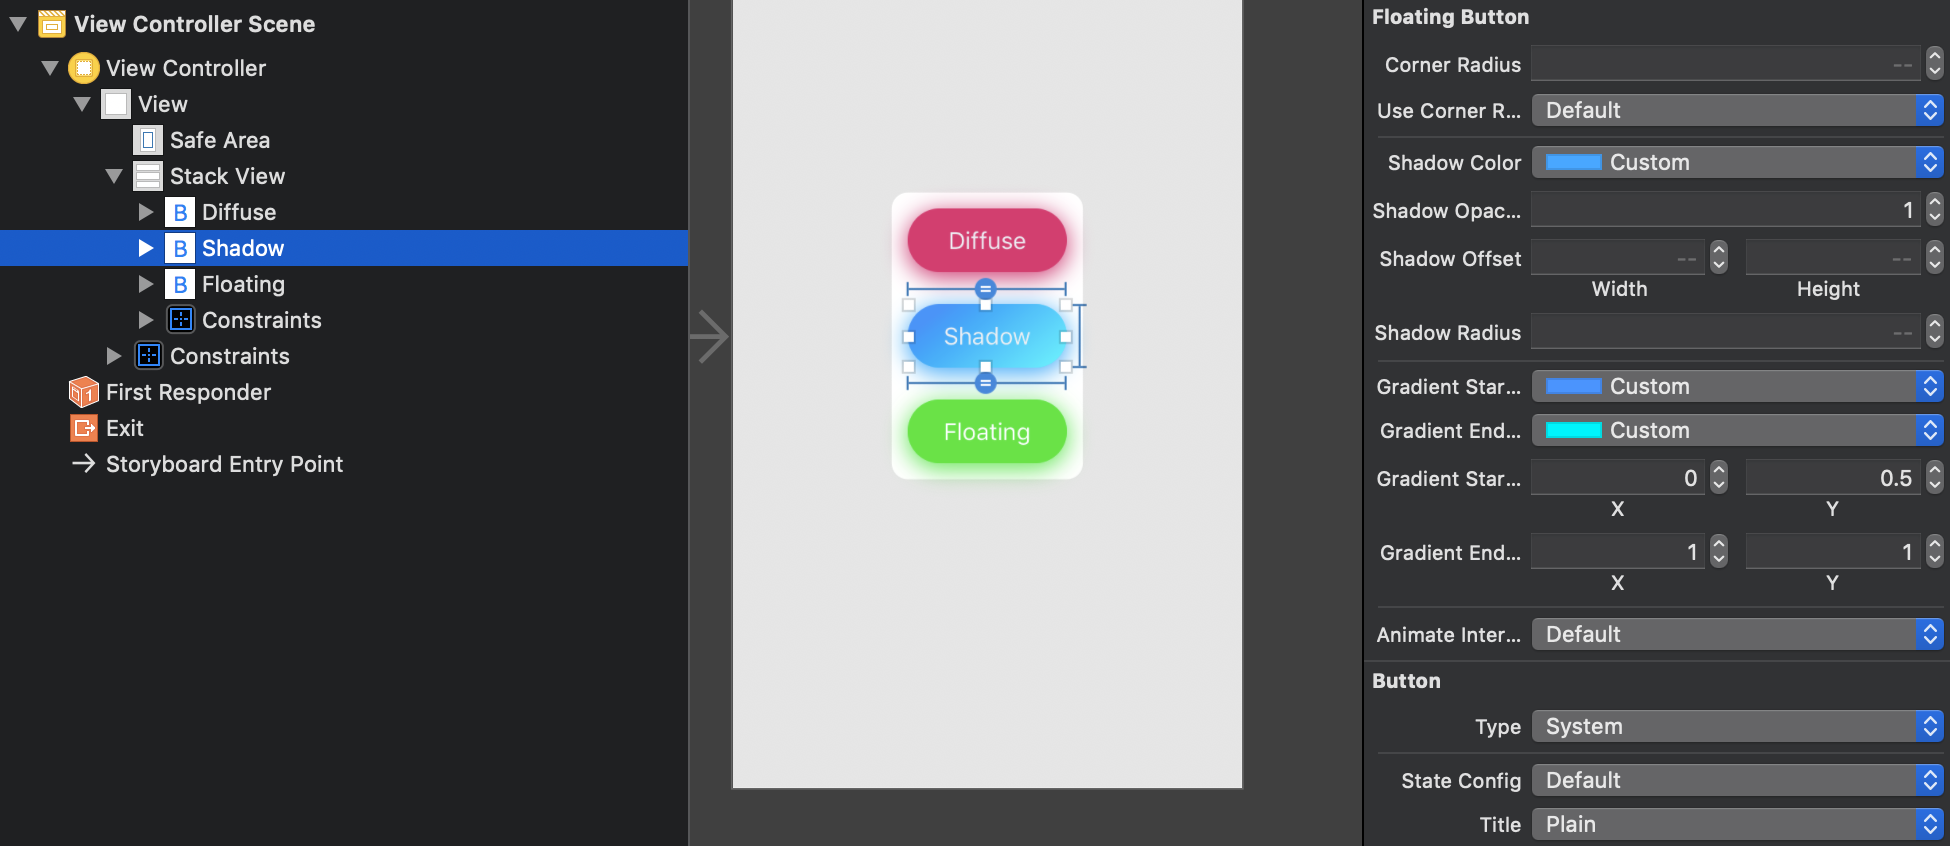 View Controller Scene
View Controller
View
Safe Area
Stack View
B Diffuse
B Shadow
B Floating
Constraints
Constraints
1 First Responder
Exit
Storyboard Entry Point
Diffuse
=
Shadow
=
Floating
Floating Button
Corner Radius --
Use Corner R... Default
Shadow Color Custom
Shadow Opac... 1
Shadow Offset -- --
Width Height
Shadow Radius --
Gradient Star... Custom
Gradient End... Custom
Gradient Star... 0 0.5
X Y
Gradient End... 1 1
X Y
Animate Inter... Default
Button
Type System
State Config Default
Title Plain